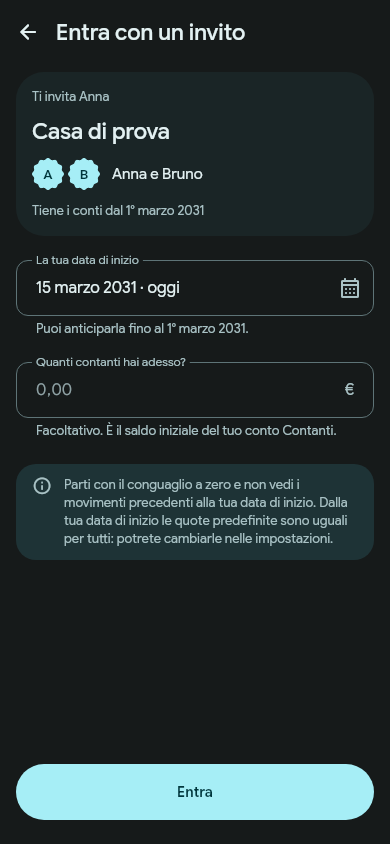 Entra con un invito
Ti invita Anna
Casa di prova
A B Anna e Bruno
Tiene i conti dal 1° marzo 2031
La tua data di inizio
15 marzo 2031 · oggi
Puoi anticiparla fino al 1° marzo 2031.
Quanti contanti hai adesso?
0,00 €
Facoltativo. È il saldo iniziale del tuo conto Contanti.
Parti con il conguaglio a zero e non vedi i
movimenti precedenti alla tua data di inizio. Dalla
tua data di inizio le quote predefinite sono uguali
per tutti: potrete cambiarle nelle impostazioni.
Entra